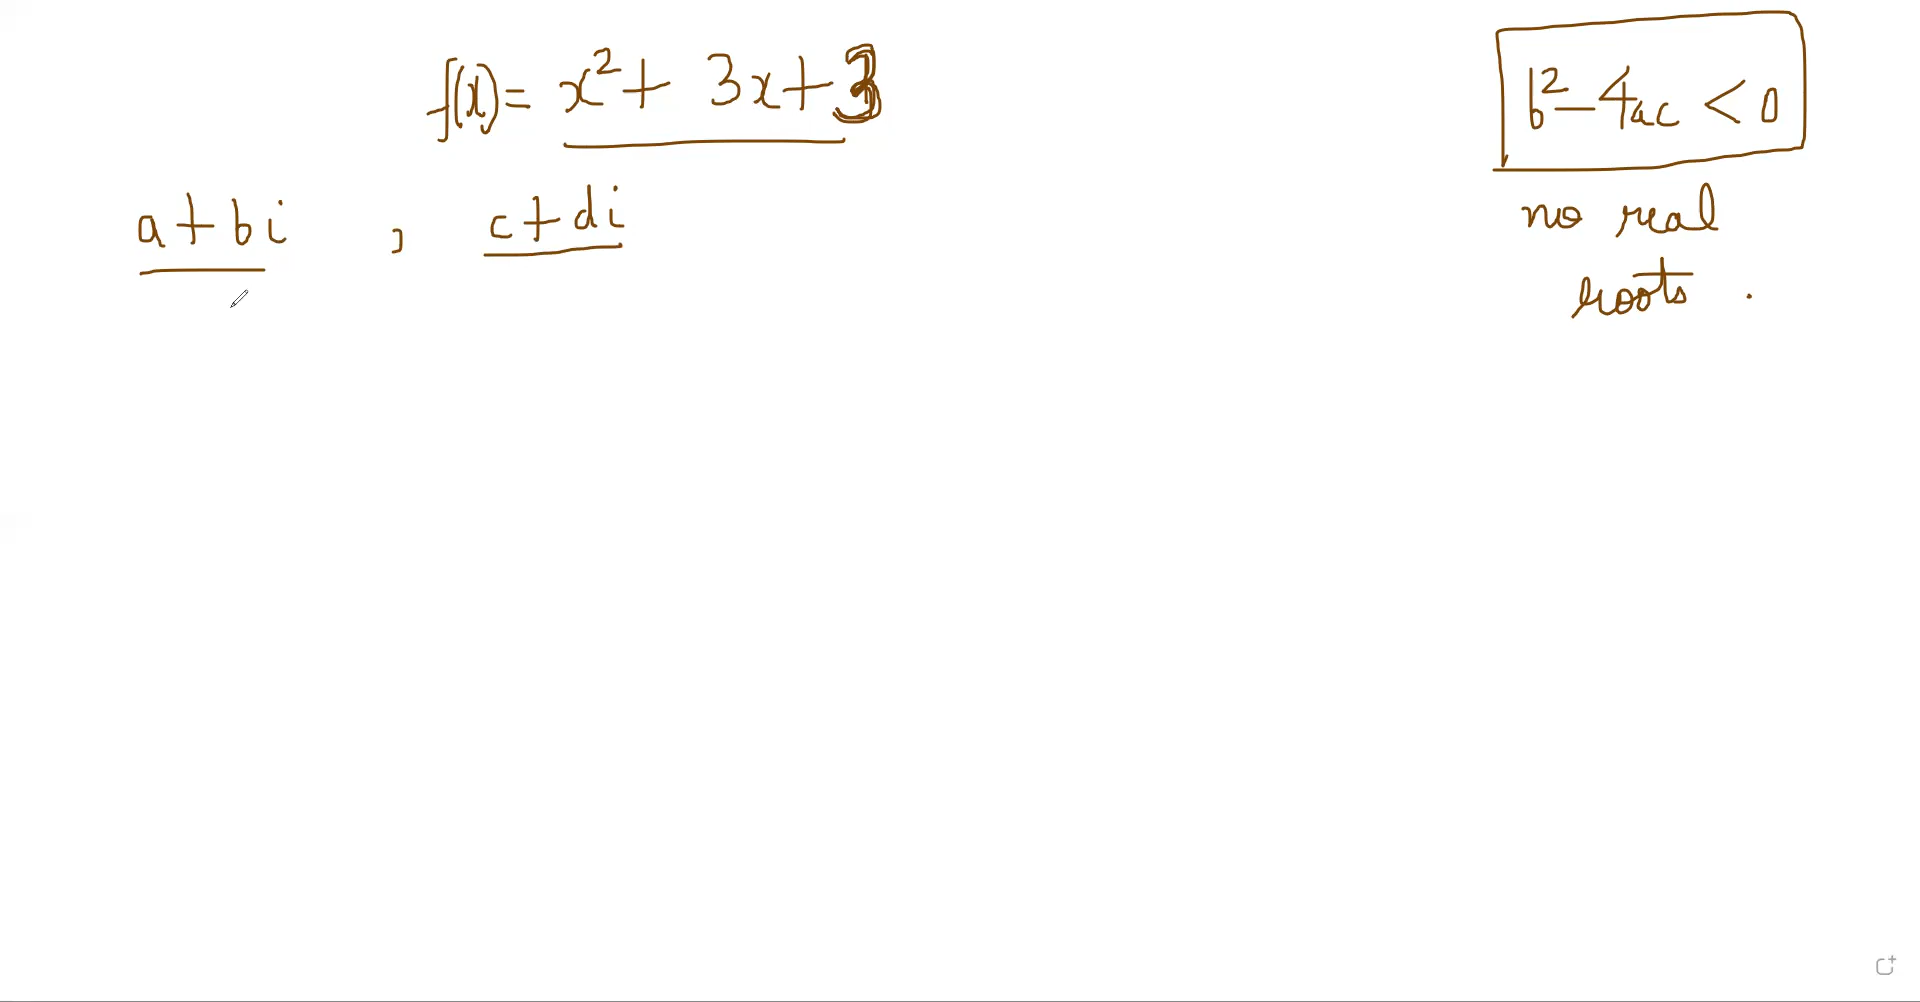 f(x) = x² + 3x + 3
b² - 4ac < 0
a + bi , c + di
no real
roots .